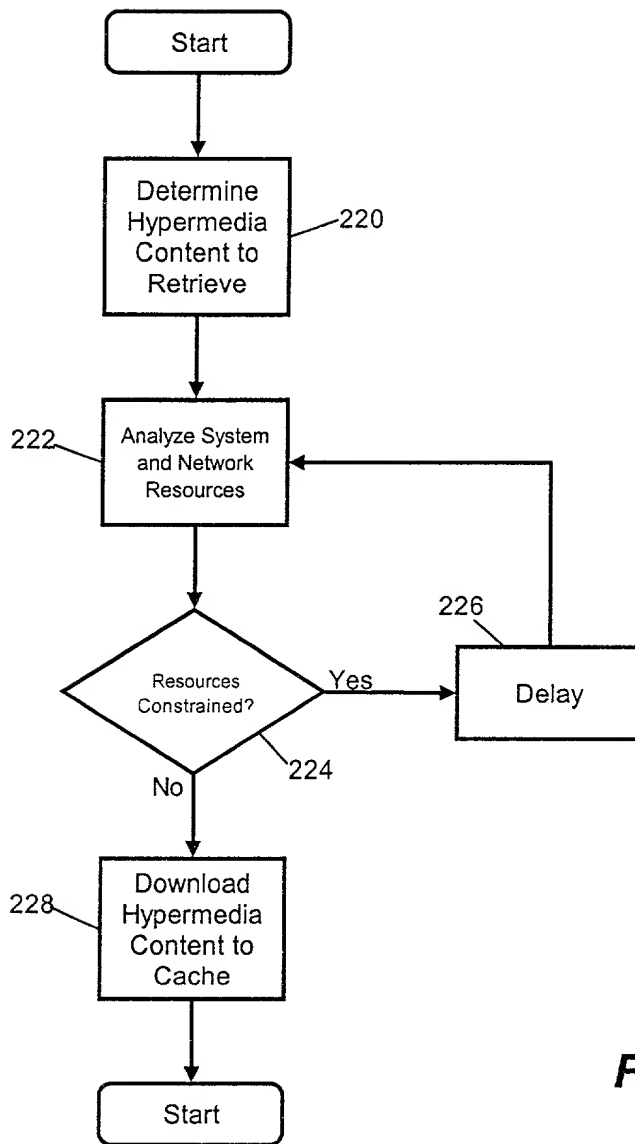 Start
Determine
Hypermedia
Content to
Retrieve
220
222
Analyze System
and Network
Resources
226
Delay
Resources
Constrained?
Yes
224
No
228
Download
Hypermedia
Content to
Cache
Start